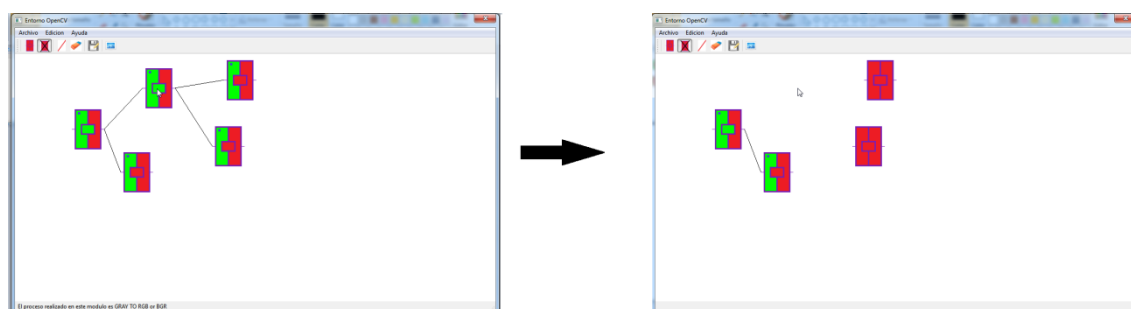 Entorno OpenCV
Archivo Edicion Ayuda
El proceso realizado en este modulo es GRAY TO RGB or BGR
Entorno OpenCV
Archivo Edicion Ayuda